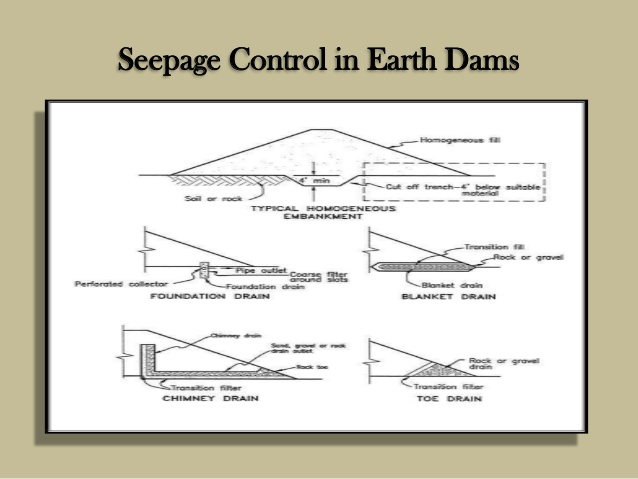 Seepage Control in Earth Dams
Homogeneous fill
4' min
Cut off trench-4' below suitable
material
Soil or rock
TYPICAL HOMOGENEOUS
EMBANKMENT
Pipe outlet
Coarse filter
around slots
Perforated collector
Foundation drain
FOUNDATION DRAIN
Transition fill
Rock or gravel
Blanket drain
BLANKET DRAIN
Chimney drain
Sand, gravel or rock
drain outlet
Rock toe
Transition filter
CHIMNEY DRAIN
Rock or gravel
drain
Transition filter
TOE DRAIN